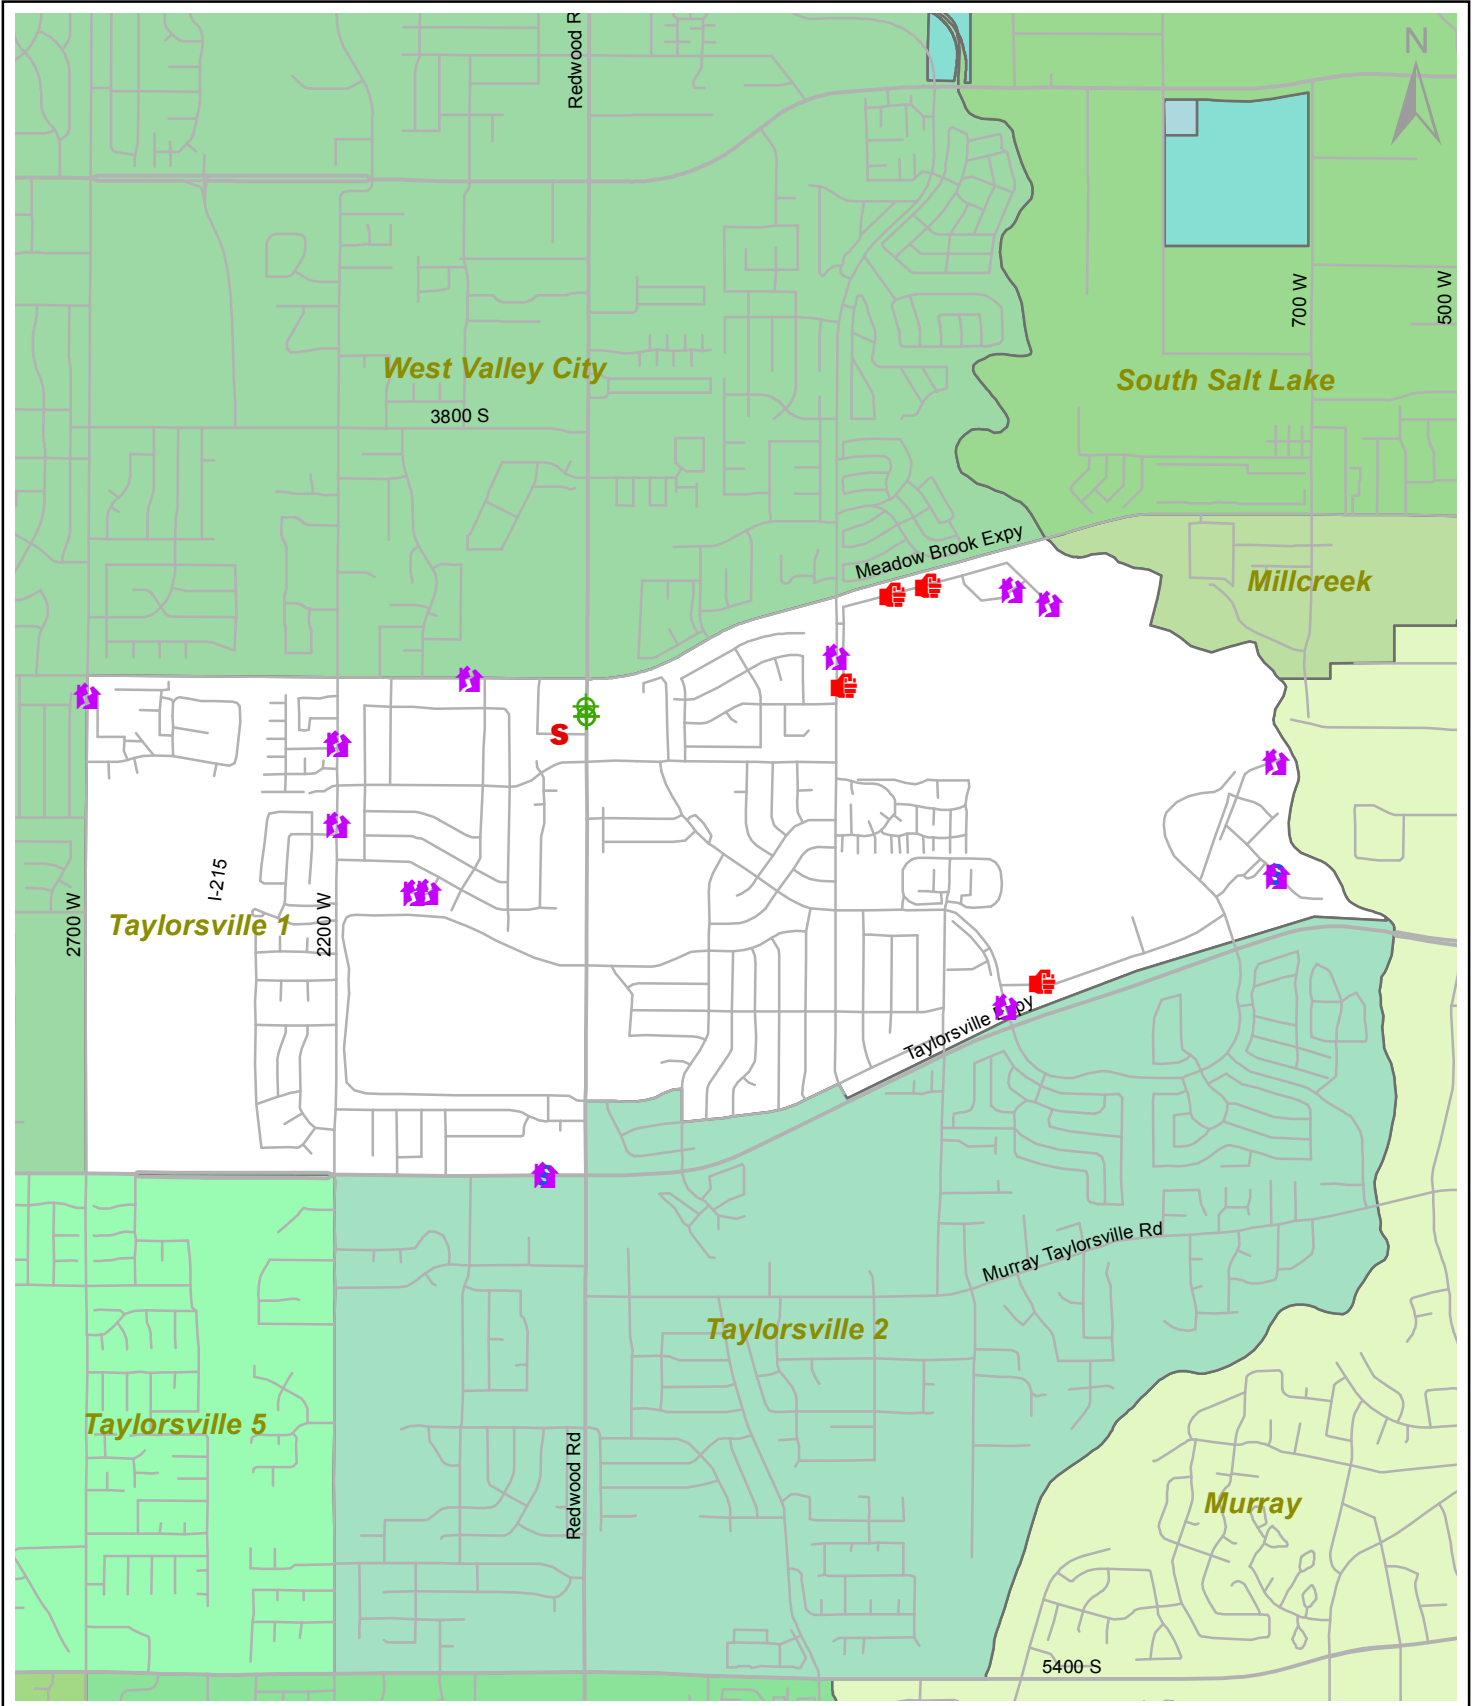 Redwood R
N
700 W
500 W
West Valley City
South Salt Lake
3800 S
Meadow Brook Expy
Millcreek
S
I-215
2700 W
Taylorsville 1
2200 W
Taylorsville Expy
Murray Taylorsville Rd
Taylorsville 2
Taylorsville 5
Redwood Rd
Murray
5400 S